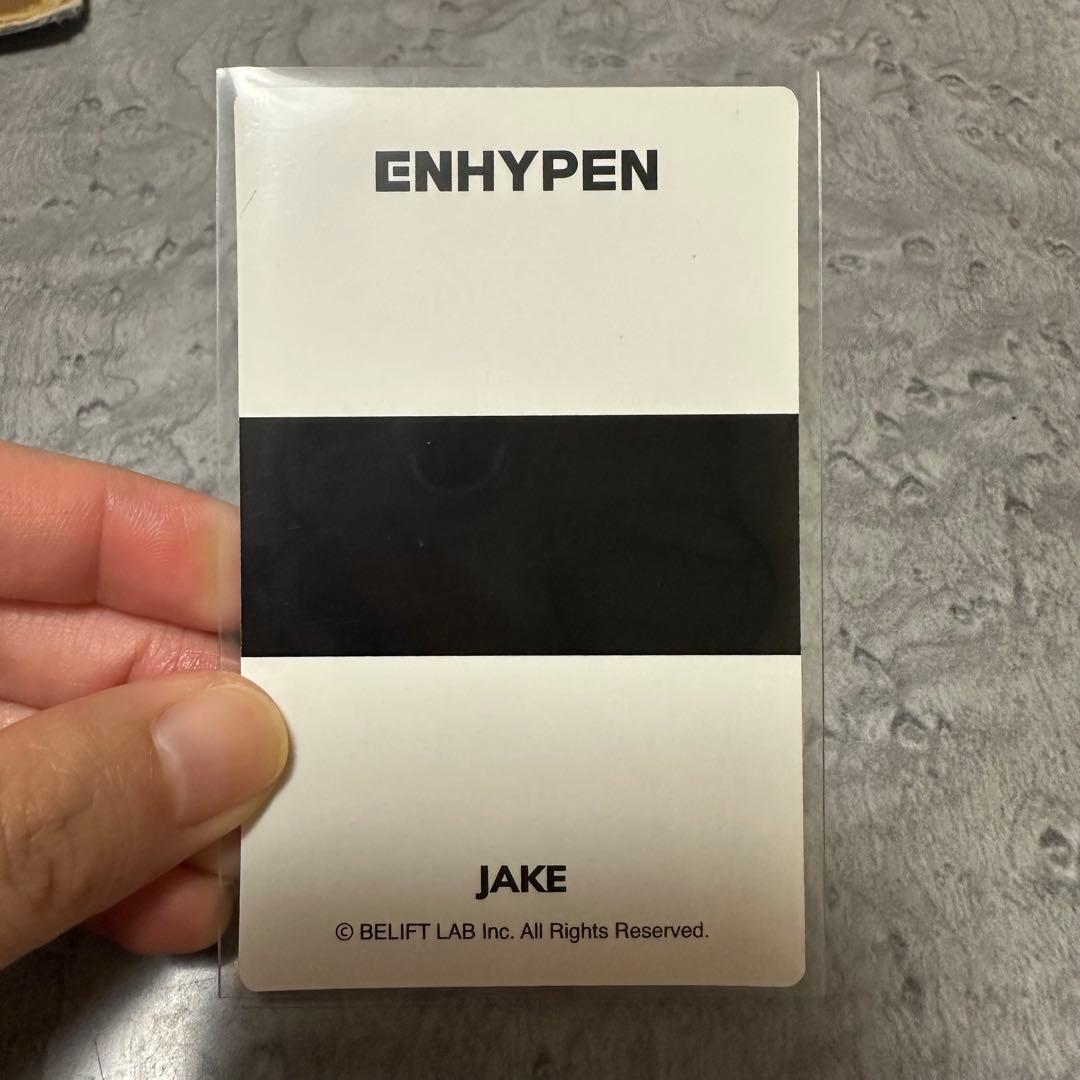 ENHYPEN
JAKE
© BELIFT LAB Inc. All Rights Reserved.